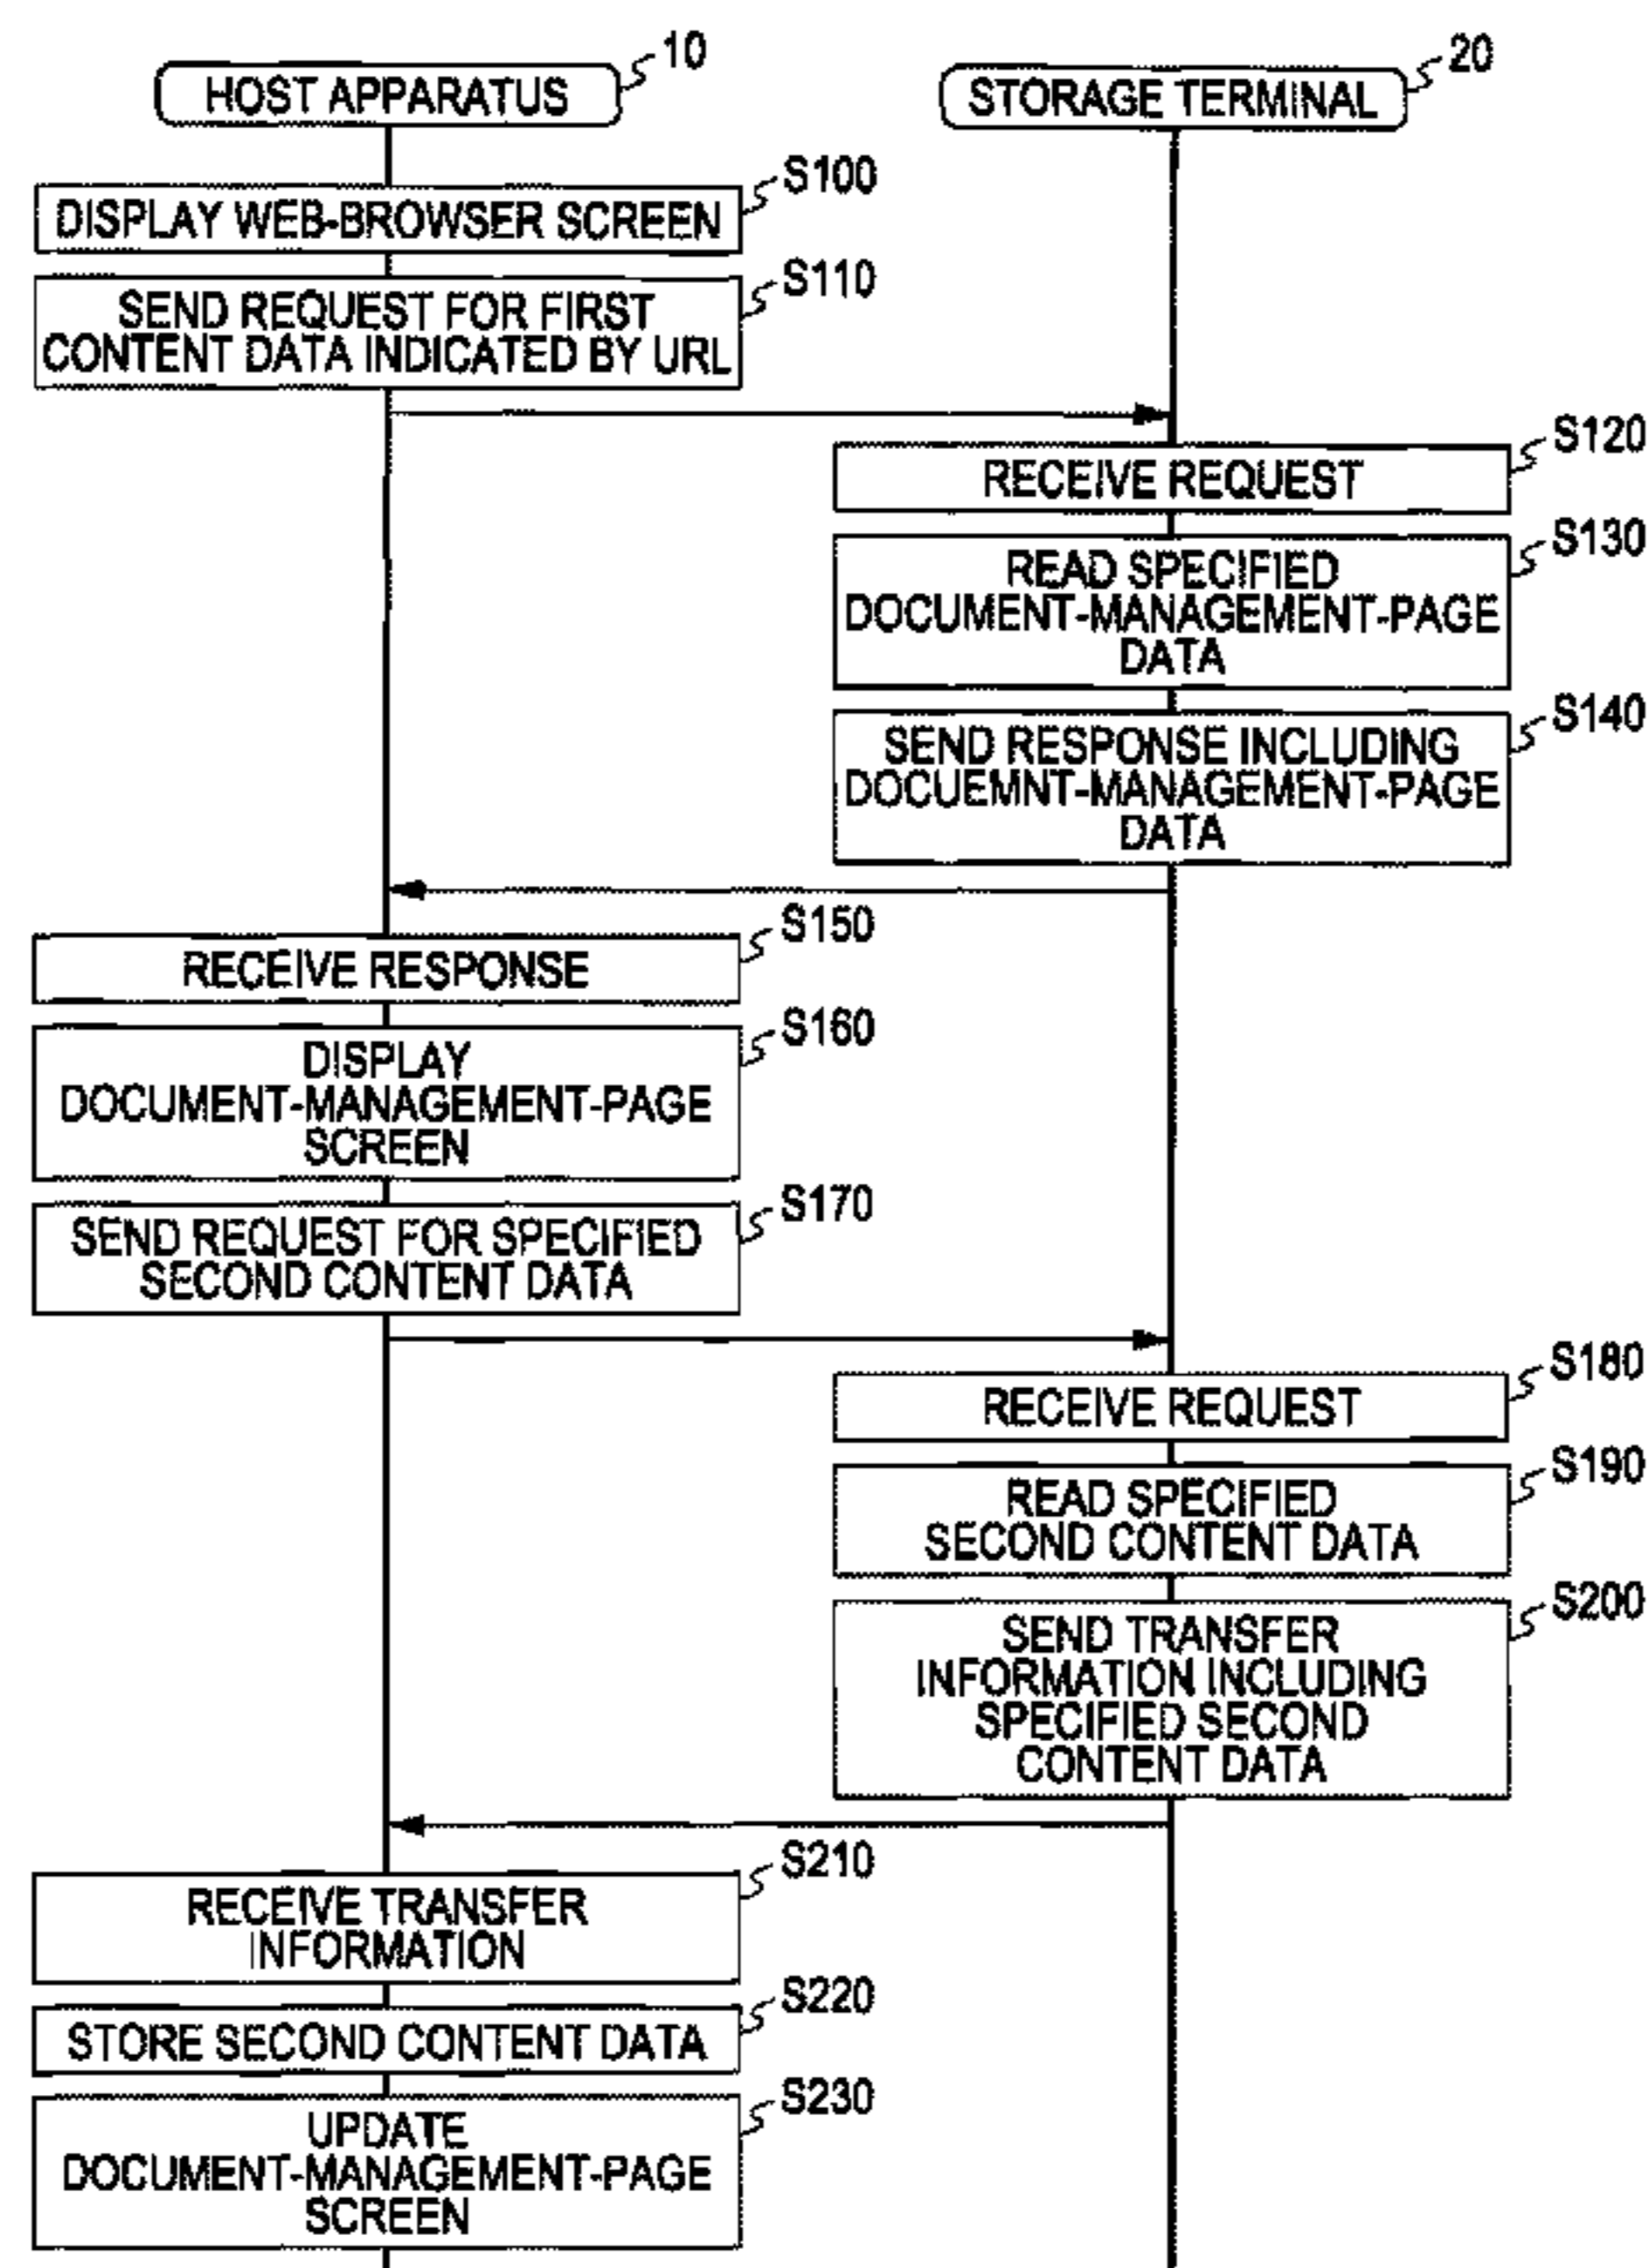 HOST APPARATUS
10
STORAGE TERMINAL
20
S100
DISPLAY WEB-BROWSER SCREEN
S110
SEND REQUEST FOR FIRST
CONTENT DATA INDICATED BY URL
S120
RECEIVE REQUEST
S130
READ SPECIFIED
DOCUMENT-MANAGEMENT-PAGE
DATA
S140
SEND RESPONSE INCLUDING
DOCUEMNT-MANAGEMENT-PAGE
DATA
S150
RECEIVE RESPONSE
S160
DISPLAY
DOCUMENT-MANAGEMENT-PAGE
SCREEN
S170
SEND REQUEST FOR SPECIFIED
SECOND CONTENT DATA
S180
RECEIVE REQUEST
S190
READ SPECIFIED
SECOND CONTENT DATA
S200
SEND TRANSFER
INFORMATION INCLUDING
SPECIFIED SECOND
CONTENT DATA
S210
RECEIVE TRANSFER
INFORMATION
S220
STORE SECOND CONTENT DATA
S230
UPDATE
DOCUMENT-MANAGEMENT-PAGE
SCREEN